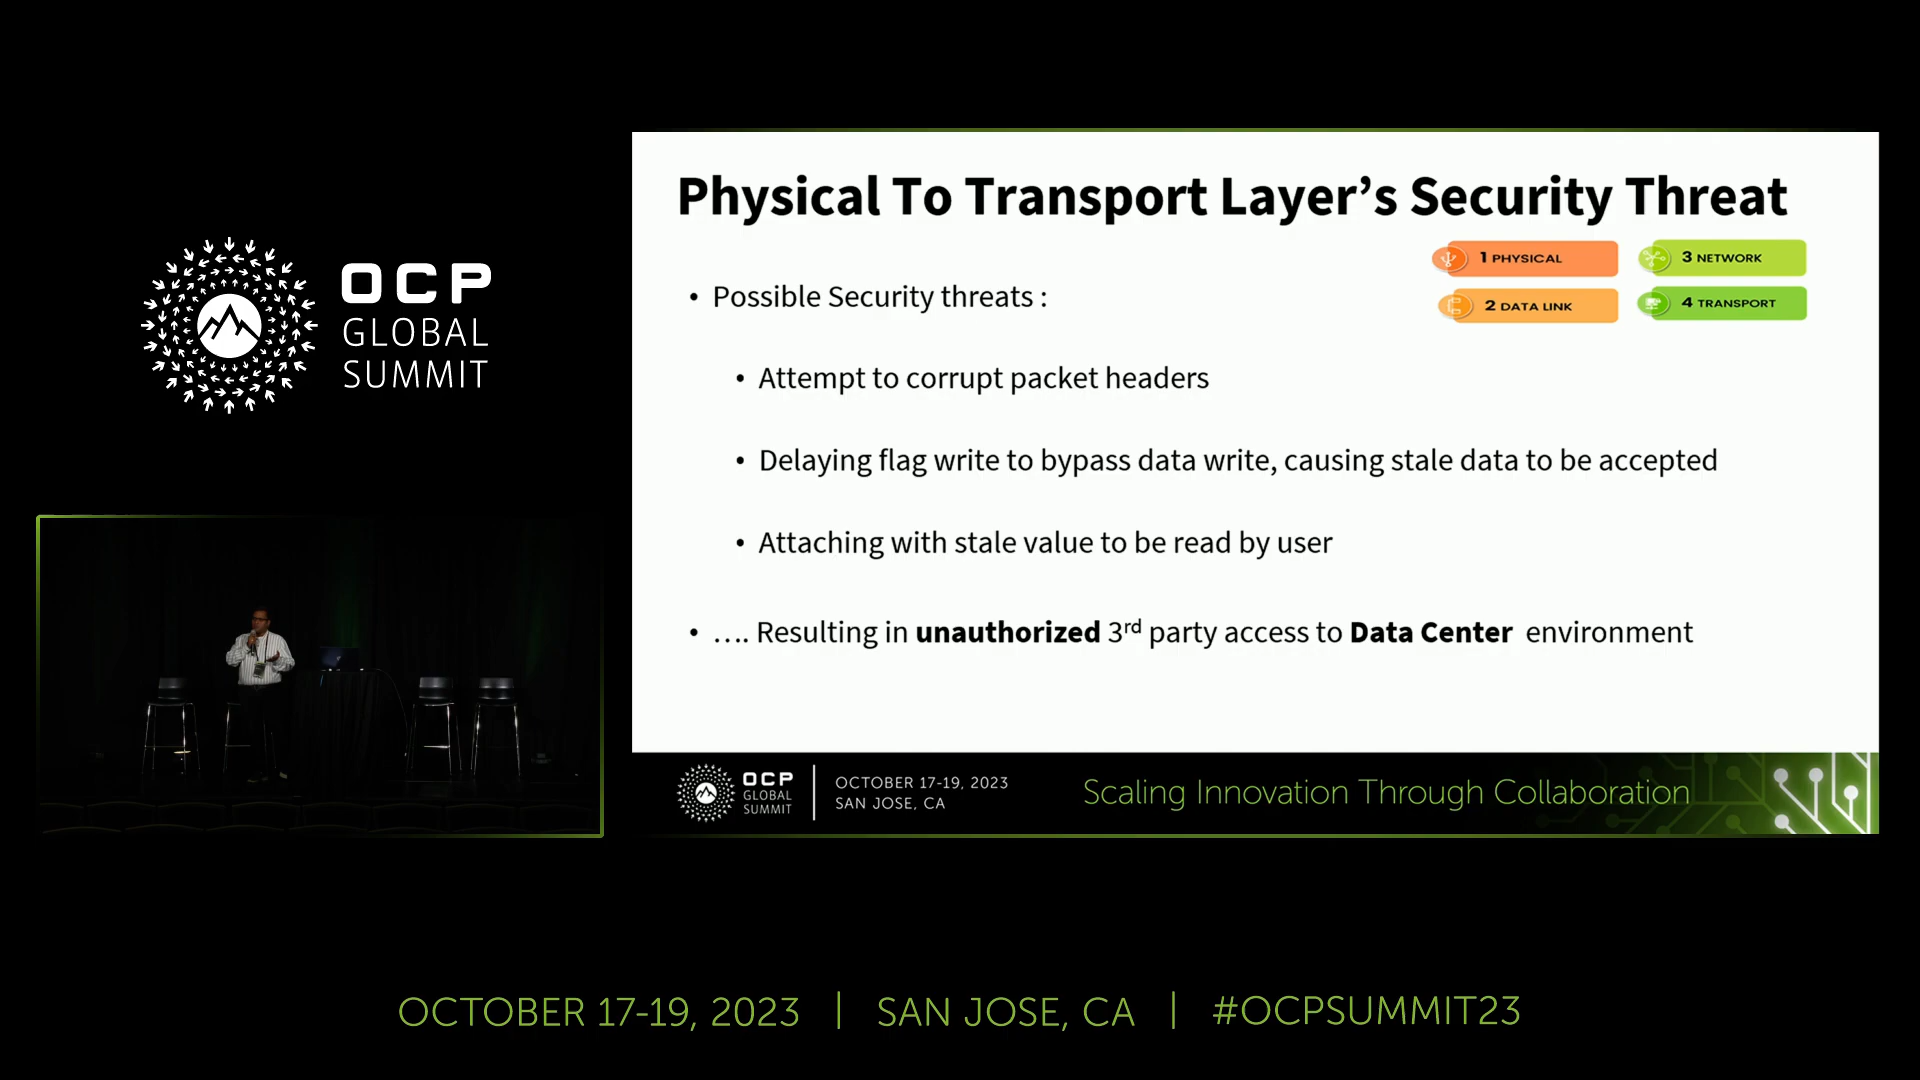 OCP
GLOBAL
SUMMIT
Physical To Transport Layer’s Security Threat
1 PHYSICAL
3 NETWORK
2 DATA LINK
4 TRANSPORT
• Possible Security threats :
• Attempt to corrupt packet headers
• Delaying flag write to bypass data write, causing stale data to be accepted
• Attaching with stale value to be read by user
• …. Resulting in unauthorized 3rd party access to Data Center environment
OCP
GLOBAL
SUMMIT
OCTOBER 17-19, 2023
SAN JOSE, CA
Scaling Innovation Through Collaboration
OCTOBER 17-19, 2023 | SAN JOSE, CA | #OCPSUMMIT23